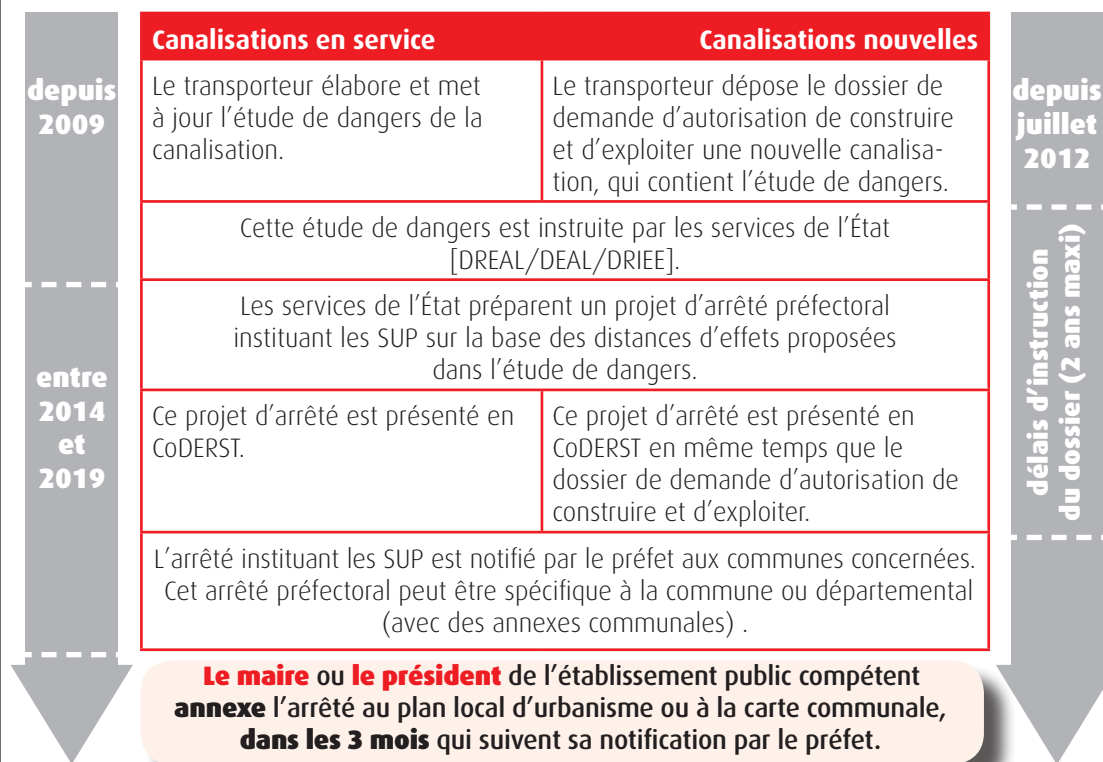 depuis
2009
entre
2014
et
2019
Canalisations en service
Canalisations nouvelles
Le transporteur élabore et met
à jour l'étude de dangers de la
canalisation.
Le transporteur dépose le dossier de
demande d'autorisation de construire
et d'exploiter une nouvelle canalisa-
tion, qui contient l'étude de dangers.
Cette étude de dangers est instruite par les services de l'État
[DREAL/DEAL/DRIEE].
Les services de l'État préparent un projet d'arrêté préfectoral
instituant les SUP sur la base des distances d'effets proposées
dans l'étude de dangers.
Ce projet d'arrêté est présenté en
CoDERST.
Ce projet d'arrêté est présenté en
CoDERST en même temps que le
dossier de demande d'autorisation de
construire et d'exploiter.
L'arrêté instituant les SUP est notifié par le préfet aux communes concernées.
Cet arrêté préfectoral peut être spécifique à la commune ou départemental
(avec des annexes communales) .
Le maire ou le président de l'établissement public compétent
annexe l'arrêté au plan local d'urbanisme ou à la carte communale,
dans les 3 mois qui suivent sa notification par le préfet.
depuis
juillet
2012
délais d'instruction
du dossier (2 ans maxi)